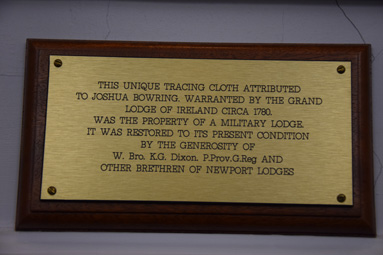 THIS UNIQUE TRACING CLOTH ATTRIBUTED
TO JOSHUA BOWRING. WARRANTED BY THE GRAND
LODGE OF IRELAND CIRCA 1780.
WAS THE PROPERTY OF A MILITARY LODGE.
IT WAS RESTORED TO ITS PRESENT CONDITION
BY THE GENEROSITY OF
W. Bro. K.G. Dixon. P.Prov.G.Reg AND
OTHER BRETHREN OF NEWPORT LODGES